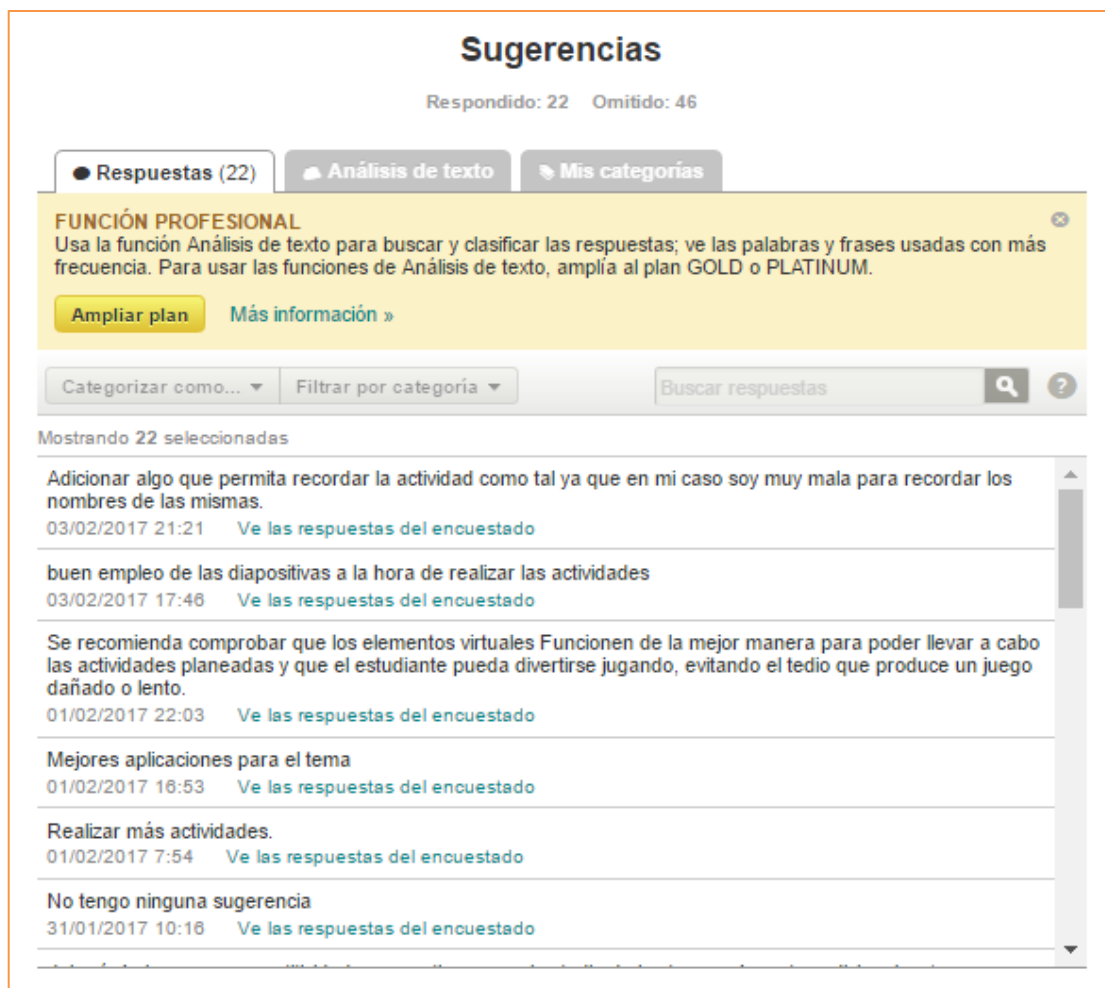 Sugerencias
Respondido: 22 Omitido: 46
Respuestas (22) Análisis de texto Mis categorías
FUNCIÓN PROFESIONAL
Usa la función Análisis de texto para buscar y clasificar las respuestas; ve las palabras y frases usadas con más
frecuencia. Para usar las funciones de Análisis de texto, amplía al plan GOLD o PLATINUM.
Ampliar plan Más información »
Categorizar como... Filtrar por categoría Buscar respuestas ?
Mostrando 22 seleccionadas
Adicionar algo que permita recordar la actividad como tal ya que en mi caso soy muy mala para recordar los
nombres de las mismas.
03/02/2017 21:21 Ve las respuestas del encuestado
buen empleo de las diapositivas a la hora de realizar las actividades
03/02/2017 17:46 Ve las respuestas del encuestado
Se recomienda comprobar que los elementos virtuales Funcionen de la mejor manera para poder llevar a cabo
las actividades planeadas y que el estudiante pueda divertirse jugando, evitando el tedio que produce un juego
dañado o lento.
01/02/2017 22:03 Ve las respuestas del encuestado
Mejores aplicaciones para el tema
01/02/2017 16:53 Ve las respuestas del encuestado
Realizar más actividades.
01/02/2017 7:54 Ve las respuestas del encuestado
No tengo ninguna sugerencia
31/01/2017 10:16 Ve las respuestas del encuestado